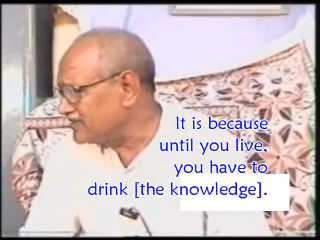 It is because
until you live,
you have to
drink [the knowledge].